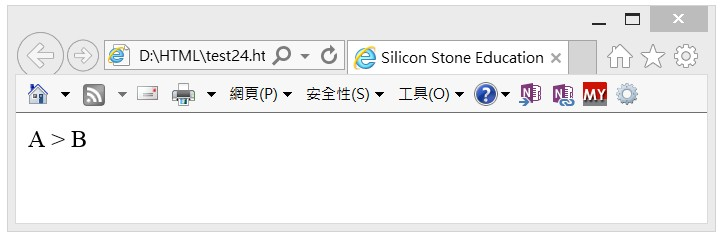 D:\HTML\test24.ht
Silicon Stone Education
網頁(P) 安全性(S) 工具(O) MY
A > B